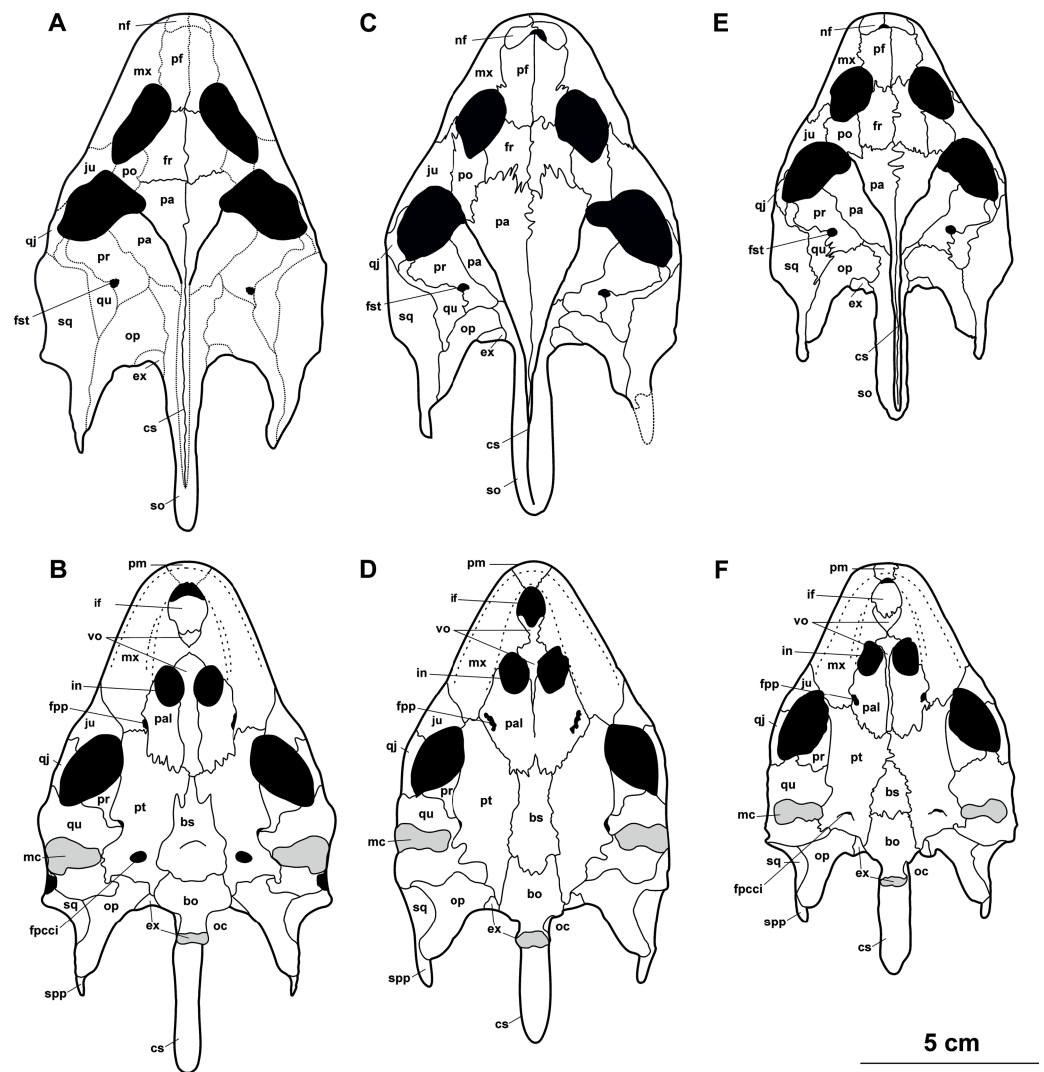 A
nf
pf
mx
ju
fr
po
pa
pa
qj
pr
fst
qu
sq
op
ex
cs
so
C
nf
pf
mx
fr
ju
po
pa
qj
pr
pa
fst
qu
sq
op
ex
cs
so
E
nf
pf
mx
fr
ju
po
pa
qj
pr
pa
fst
qu
sq
op
ex
cs
so
B
pm
if
vo
mx
in
fpp
pal
ju
qj
pr
pt
bs
qu
mc
sq
op
bo
fpcci
ex
oc
spp
cs
D
pm
if
vo
mx
in
fpp
pal
ju
qj
pr
pt
qu
bs
mc
sq
op
bo
ex
oc
spp
cs
F
pm
if
vo
in
mx
fpp
ju
pal
qj
pr
pt
qu
bs
mc
bo
sq
op
ex
oc
fpcci
spp
cs
5 cm